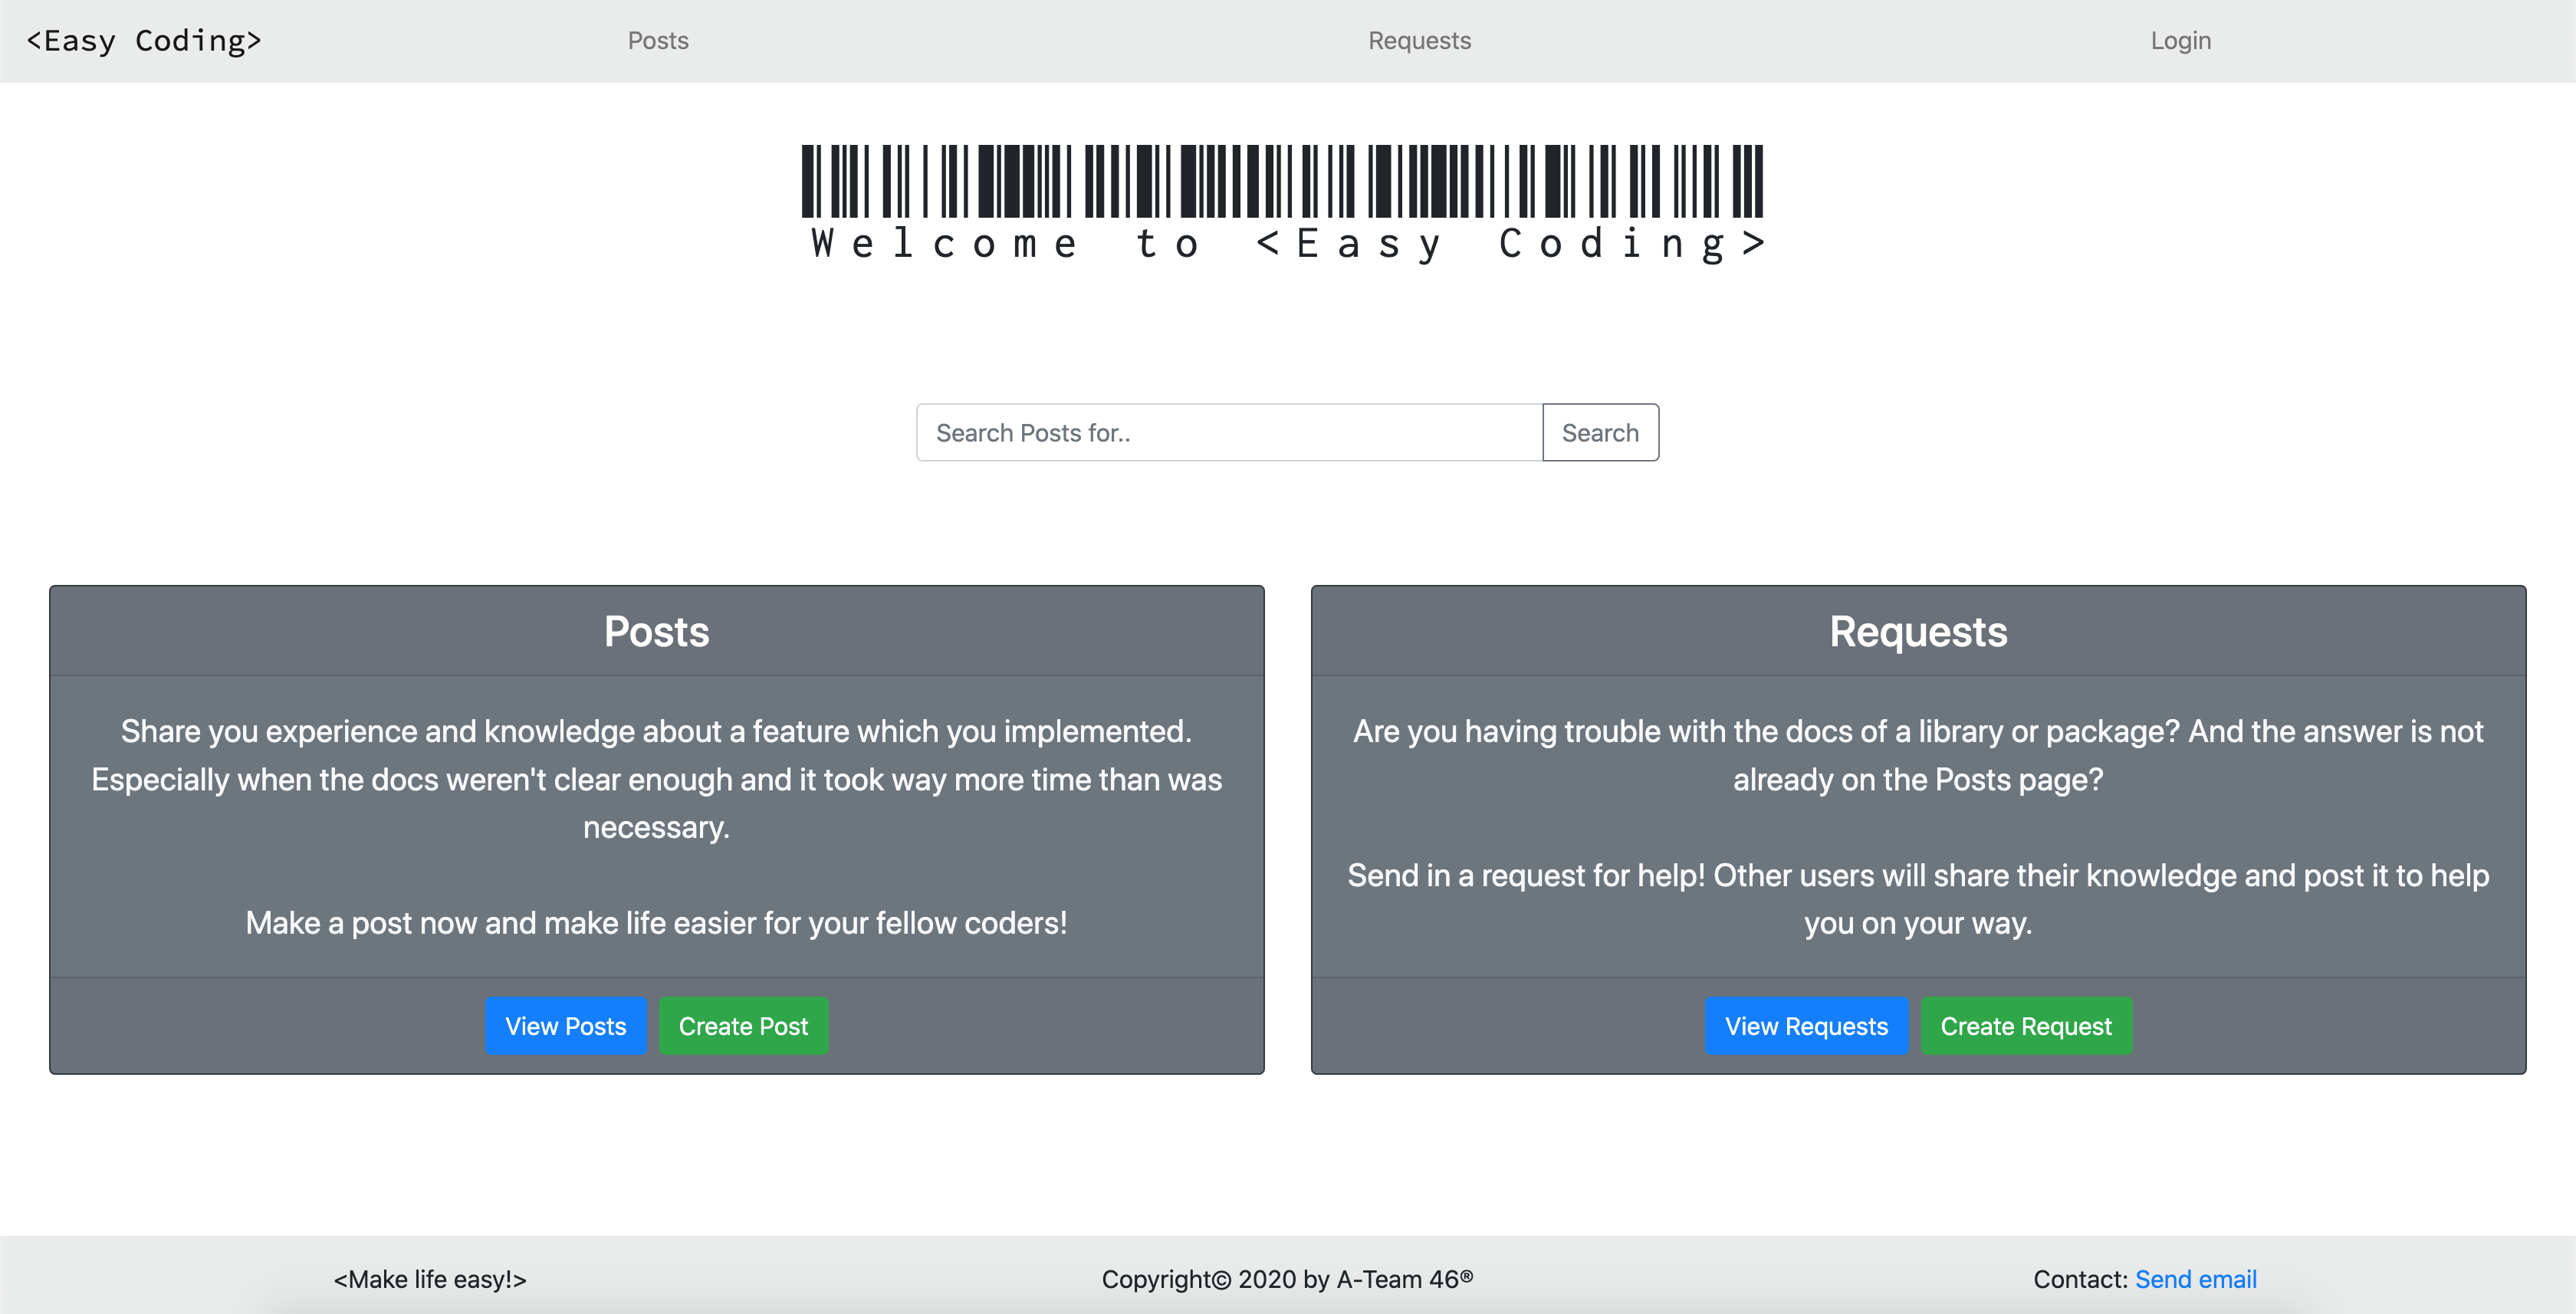 <Easy Coding>
Posts
Requests
Login
Welcome to <Easy Coding>
Search Posts for..
Search
Posts
Share you experience and knowledge about a feature which you implemented.
Especially when the docs weren't clear enough and it took way more time than was
necessary.
Make a post now and make life easier for your fellow coders!
View Posts
Create Post
Requests
Are you having trouble with the docs of a library or package? And the answer is not
already on the Posts page?
Send in a request for help! Other users will share their knowledge and post it to help
you on your way.
View Requests
Create Request
<Make life easy!>
Copyright© 2020 by A-Team 46®
Contact: Send email